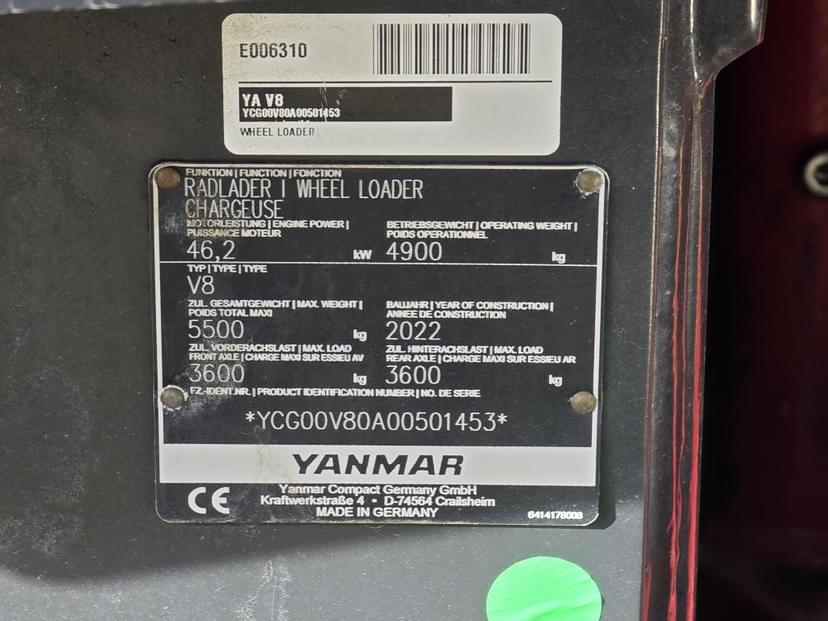 E006310
YA V8
YCG00V80A00501453
WHEEL LOADER
FUNKTION | FUNCTION | FONCTION
RADLADER | WHEEL LOADER
CHARGEUSE
MOTORLEISTUNG | ENGINE POWER |
PUISSANCE MOTEUR
46,2 kW
BETRIEBSGEWICHT | OPERATING WEIGHT |
POIDS OPERATIONNEL
4900 kg
TYP | TYPE | TYPE
V8
ZUL. GESAMTGEWICHT | MAX. WEIGHT |
POIDS TOTAL MAXI
5500 kg
BAUJAHR | YEAR OF CONSTRUCTION |
ANNEE DE CONSTRUCTION
2022
ZUL. VORDERACHSLAST | MAX. LOAD
FRONT AXLE | CHARGE MAXI SUR ESSIEU AV
3600 kg
ZUL. HINTERACHSLAST | MAX. LOAD
REAR AXLE | CHARGE MAXI SUR ESSIEU AR
3600 kg
FZ.-IDENT.NR. | PRODUCT IDENTIFICATION NUMBER | NO. DE SERIE
*YCG00V80A00501453*
YANMAR
CE
Yanmar Compact Germany GmbH
Kraftwerkstraße 4 • D-74564 Crailsheim
MADE IN GERMANY
6414178008